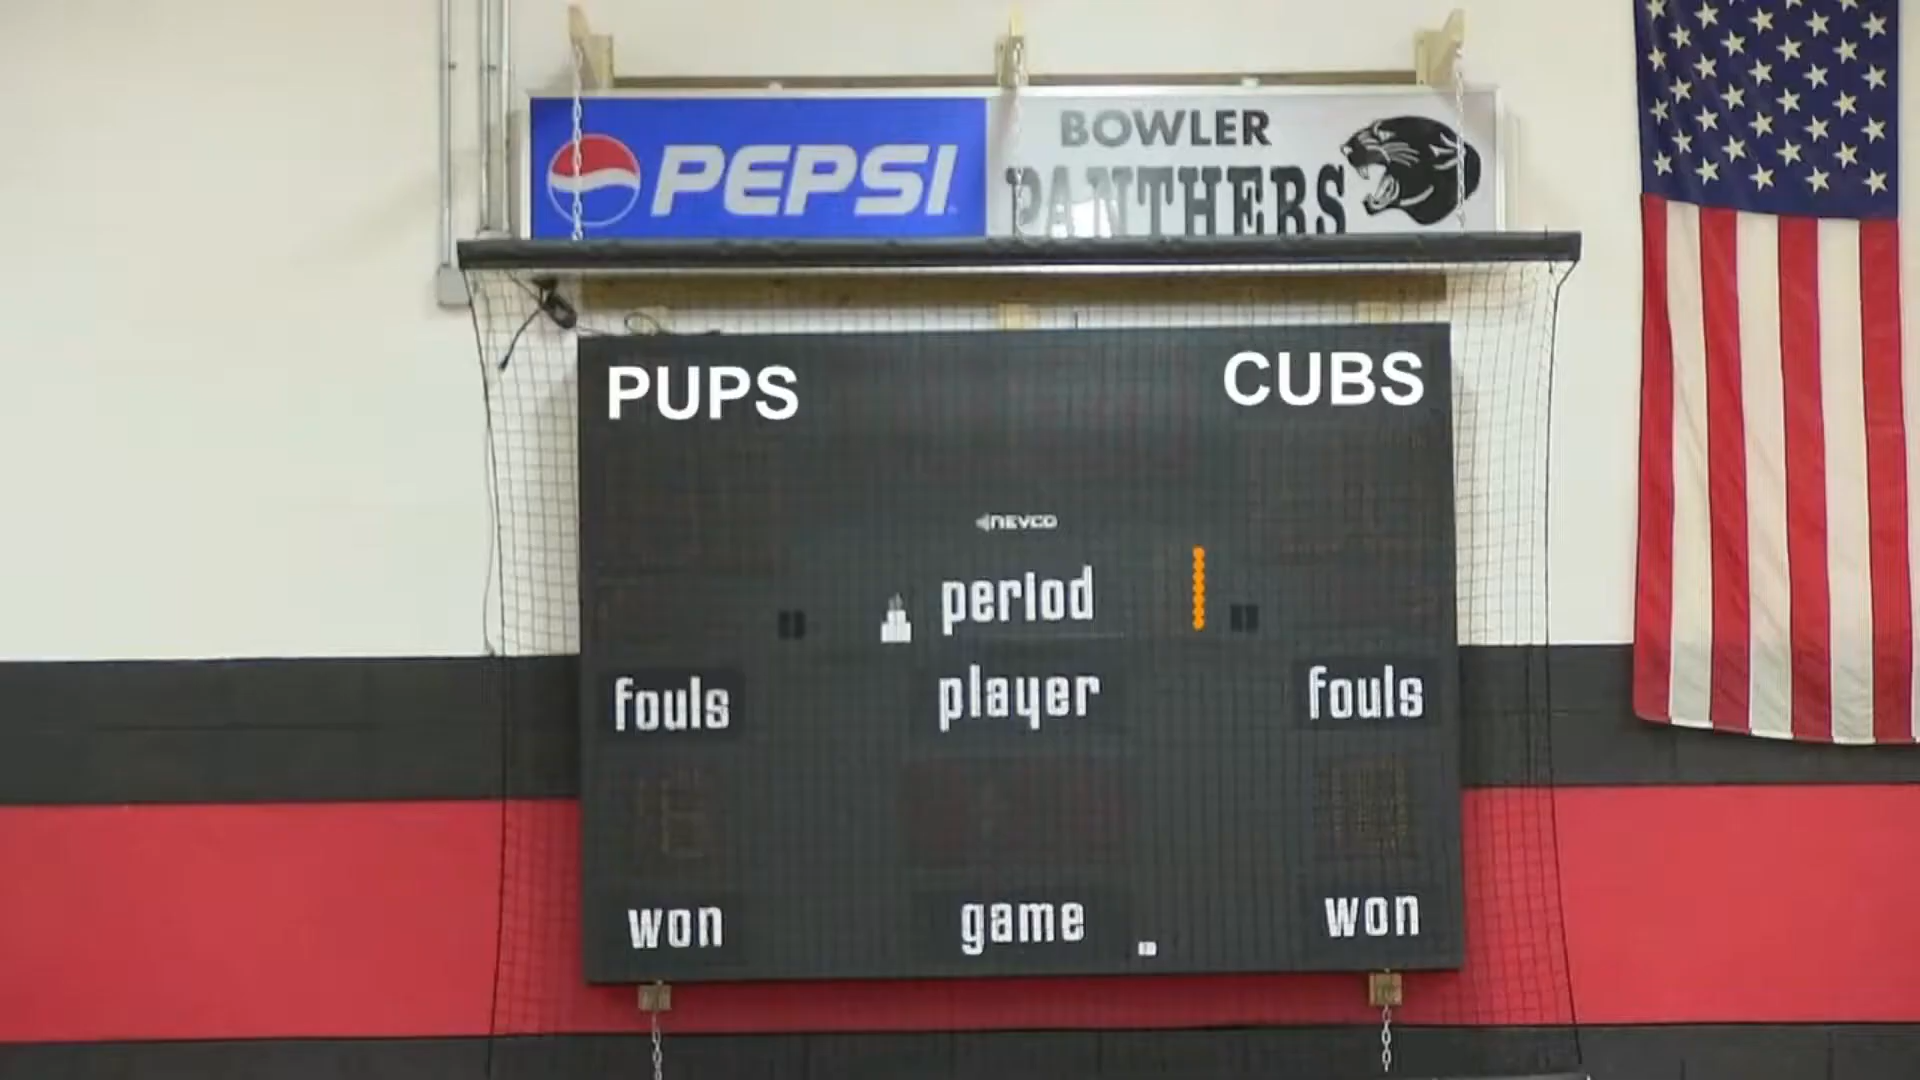 PEPSI
BOWLER
PANTHERS
PUPS
CUBS
NEVCO
period
fouls
player
fouls
won
game
won